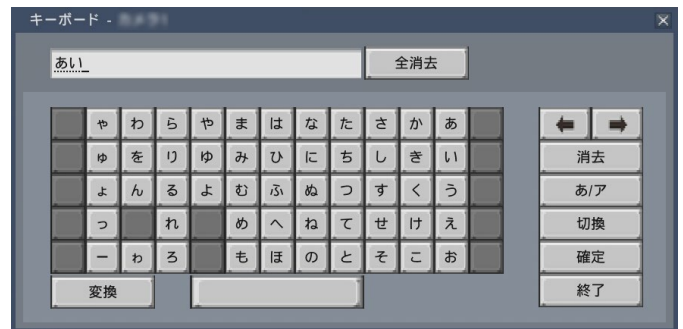 キーボード -
あい_ 全消去
ゃ わ ら や ま は な た さ か あ
ゅ を り ゆ み ひ に ち し き い 消去
ょ ん る よ む ふ ぬ つ す く う あ/ア
っ れ め へ ね て せ け え 切換
ー ゎ ろ も ほ の と そ こ お 確定
変換 終了